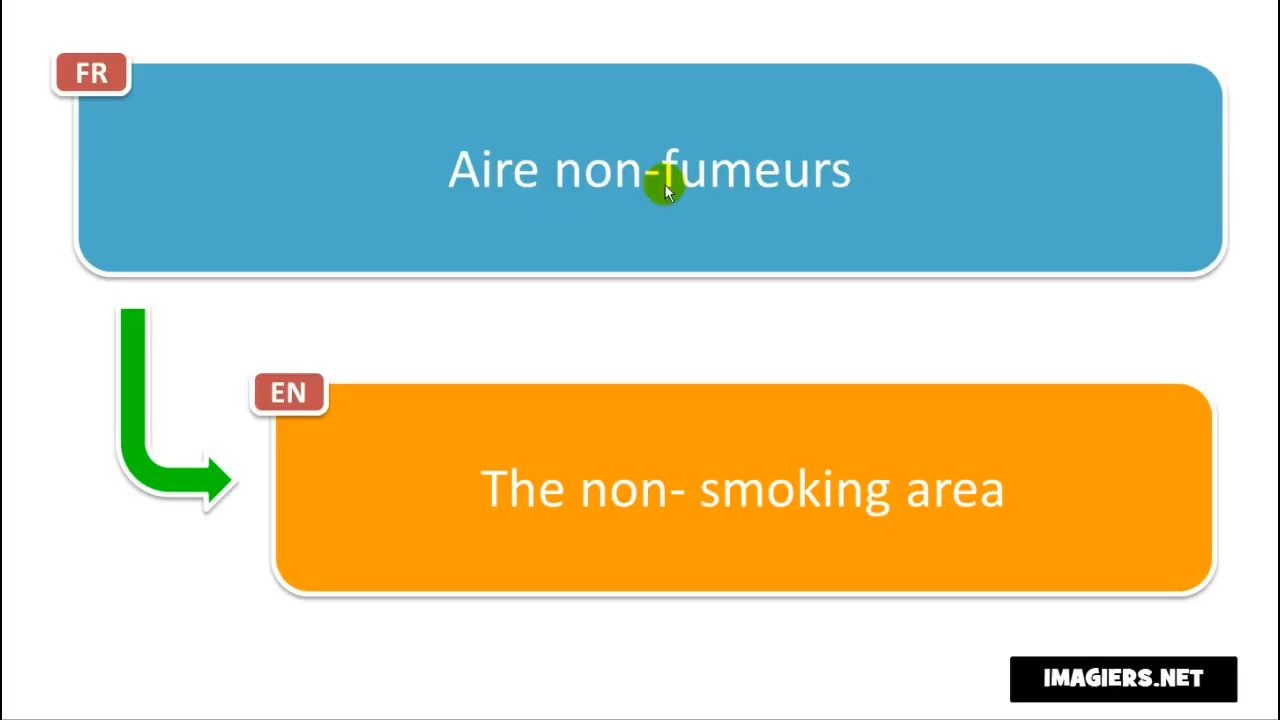 FR
Aire non-fumeurs
EN
The non- smoking area
IMAGIERS.NET